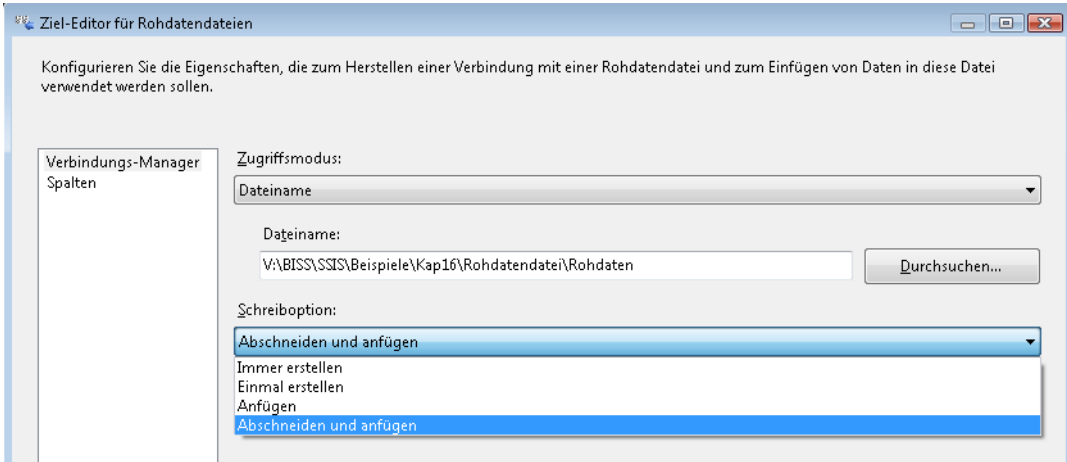 Ziel-Editor für Rohdatendateien
Konfigurieren Sie die Eigenschaften, die zum Herstellen einer Verbindung mit einer Rohdatendatei und zum Einfügen von Daten in diese Datei
verwendet werden sollen.
Verbindungs-Manager
Spalten
Zugriffsmodus:
Dateiname
Dateiname:
V:\BISS\SSIS\Beispiele\Kap16\Rohdatendatei\Rohdaten
Durchsuchen...
Schreiboption:
Abschneiden und anfügen
Immer erstellen
Einmal erstellen
Anfügen
Abschneiden und anfügen